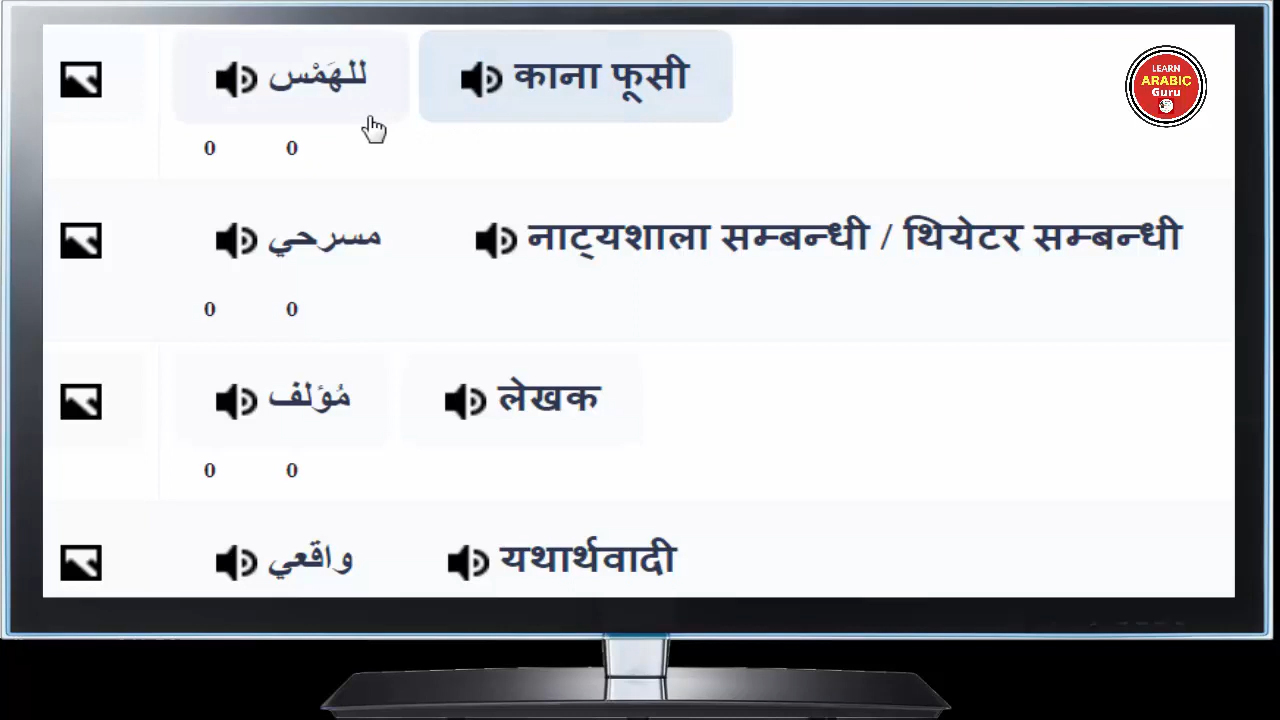 للهَمْس काना फूसी
0 0
مسرحي नाट्यशाला सम्बन्धी / थियेटर सम्बन्धी
0 0
مُؤلف लेखक
0 0
واقعي यथार्थवादी
LEARN
ARABIC
Guru